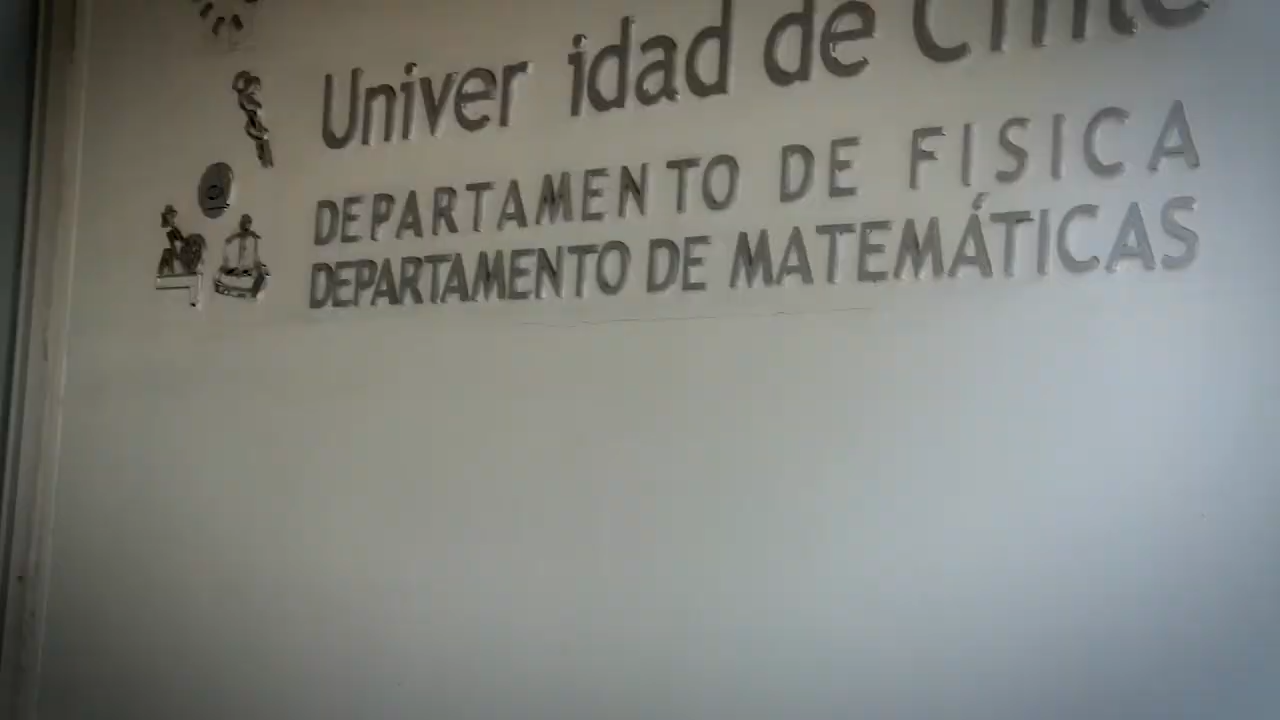 Univer idad de
DEPARTAMENTO DE FISICA
DEPARTAMENTO DE MATEMÁTICAS